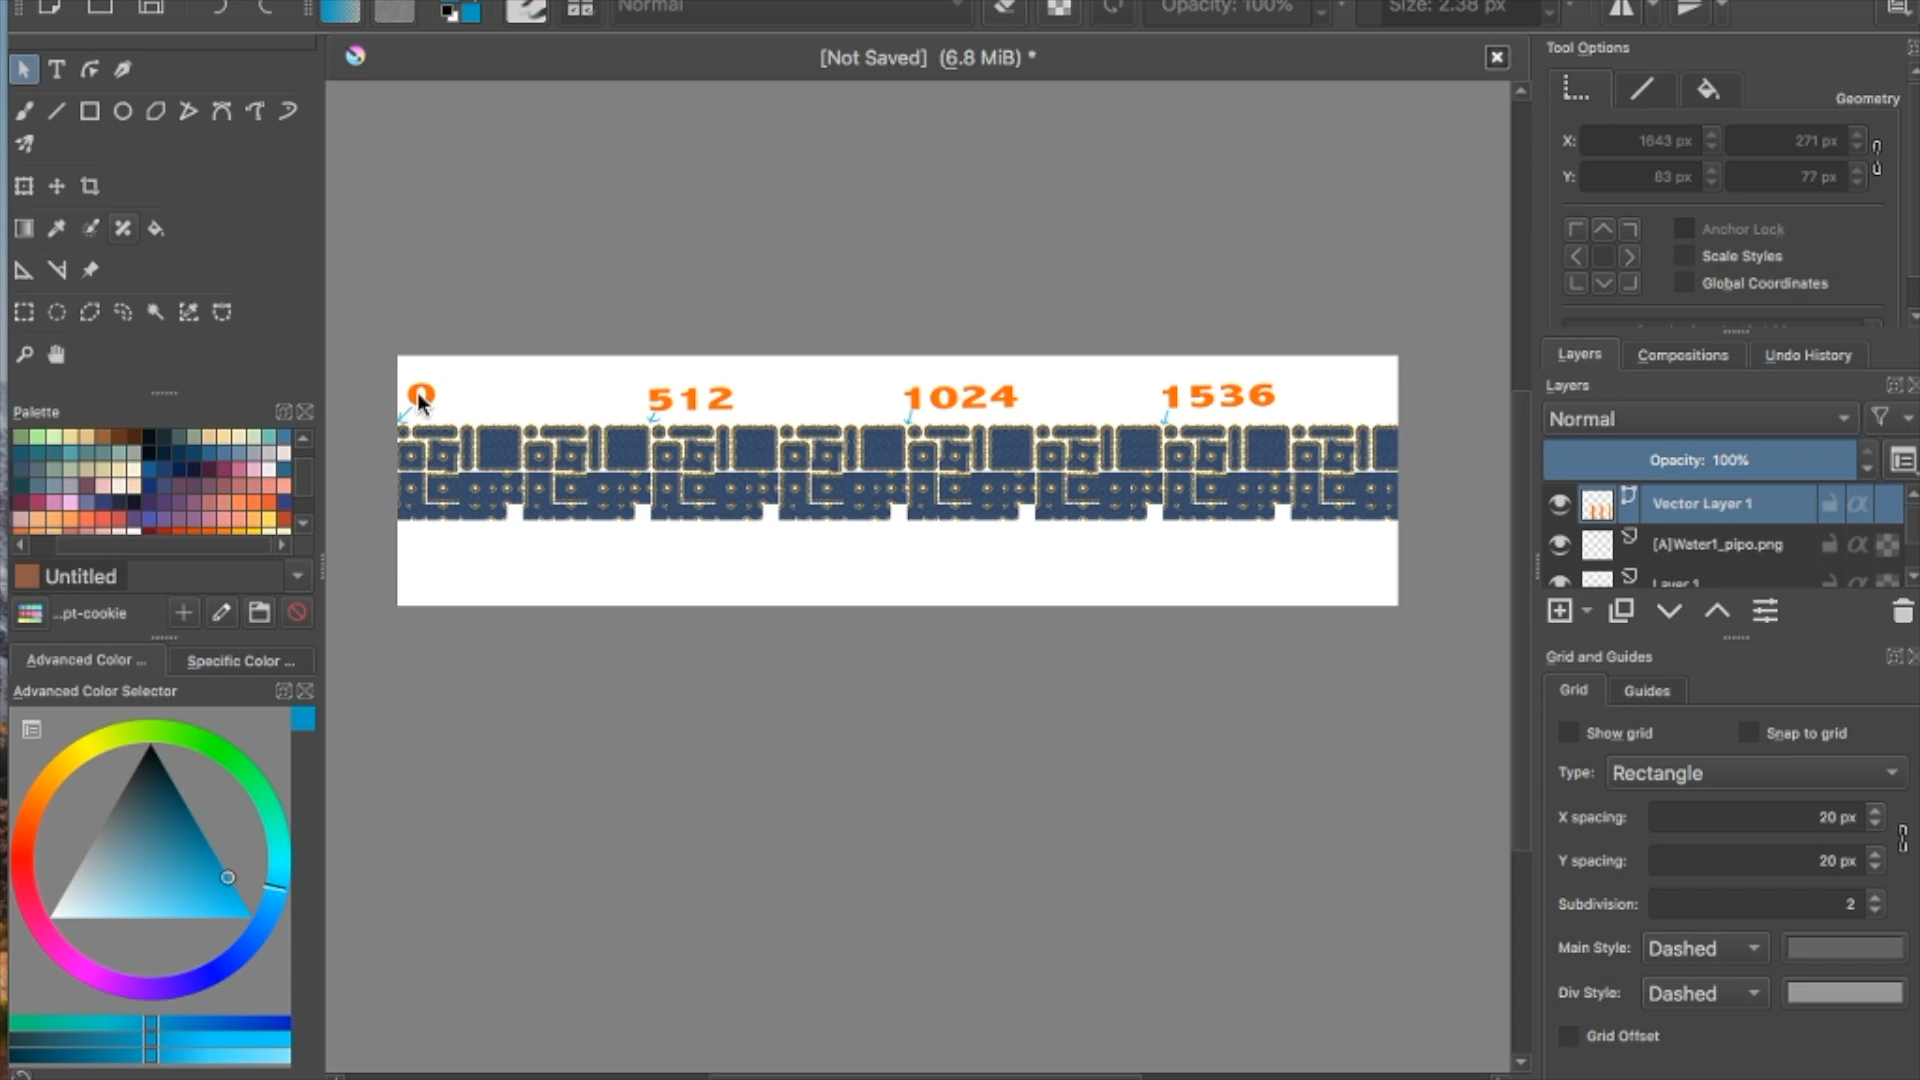 Normal
Opacity: 100%
Size: 2.38 px
[Not Saved] (6.8 MiB) *
Tool Options
Geometry
X: 1643 px 271 px
Y: 83 px 77 px
Anchor Lock
Scale Styles
Global Coordinates
0 512 1024 1536
Layers Compositions Undo History
Layers
Normal
Opacity: 100%
Vector Layer 1
[A]Water1_pipo.png
Layer 1
Palette
Untitled
...pt-cookie
Advanced Color ... Specific Color ...
Advanced Color Selector
Grid and Guides
Grid Guides
Show grid Snap to grid
Type: Rectangle
X spacing: 20 px
Y spacing: 20 px
Subdivision: 2
Main Style: Dashed
Div Style: Dashed
Grid Offset